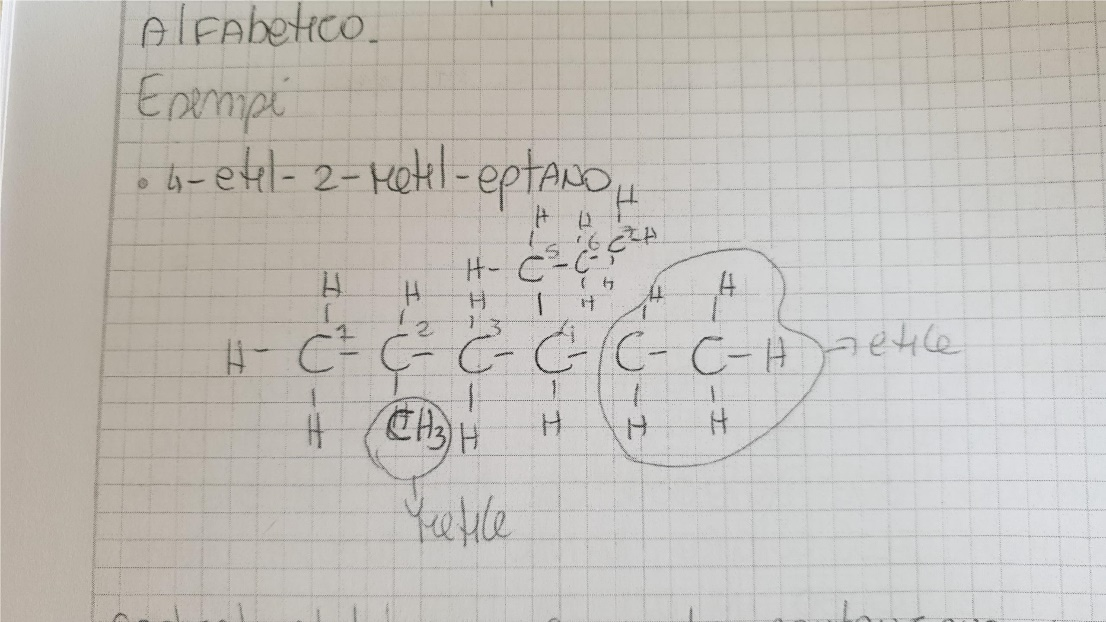 Alfabetico.
Esempi
• 4-etil-2-metil-eptano
H
H H C7-H
H- C5- C6- H
H H H H H H
H- C1- C2- C3- C4- C- C- H → etile
H CH3 H H H H
metile